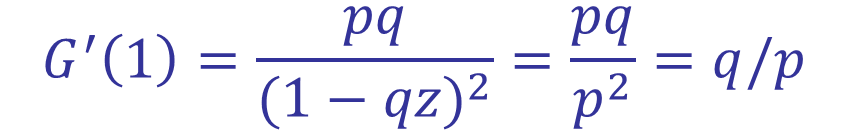 G′(1) = pq/(1 − qz)² = pq/p² = q/p